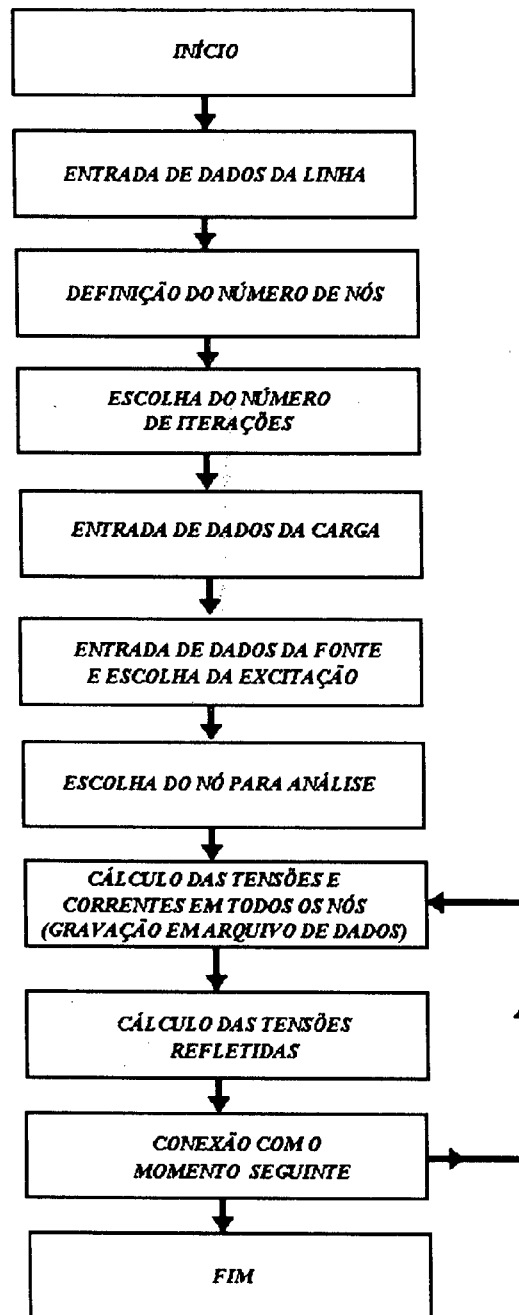 INÍCIO
ENTRADA DE DADOS DA LINHA
DEFINIÇÃO DO NÚMERO DE NÓS
ESCOLHA DO NÚMERO
DE ITERAÇÕES
ENTRADA DE DADOS DA CARGA
ENTRADA DE DADOS DA FONTE
E ESCOLHA DA EXCITAÇÃO
ESCOLHA DO NÓ PARA ANÁLISE
CÁLCULO DAS TENSÕES E
CORRENTES EM TODOS OS NÓS
(GRAVAÇÃO EM ARQUIVO DE DADOS)
CÁLCULO DAS TENSÕES
REFLETIDAS
CONEXÃO COM O
MOMENTO SEGUINTE
FIM